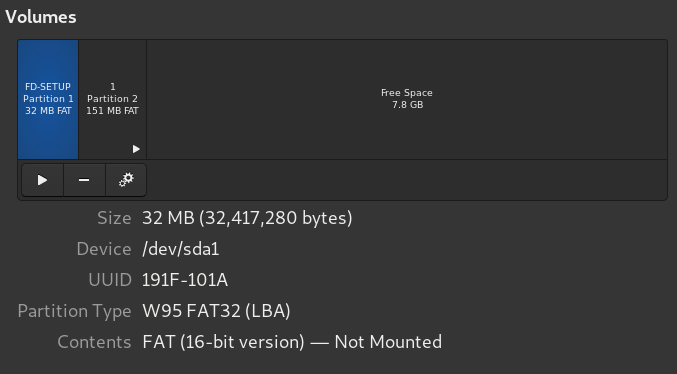 Volumes
FD-SETUP
Partition 1
32 MB FAT
1
Partition 2
151 MB FAT
Free Space
7.8 GB
Size 32 MB (32,417,280 bytes)
Device /dev/sda1
UUID 191F-101A
Partition Type W95 FAT32 (LBA)
Contents FAT (16-bit version) — Not Mounted